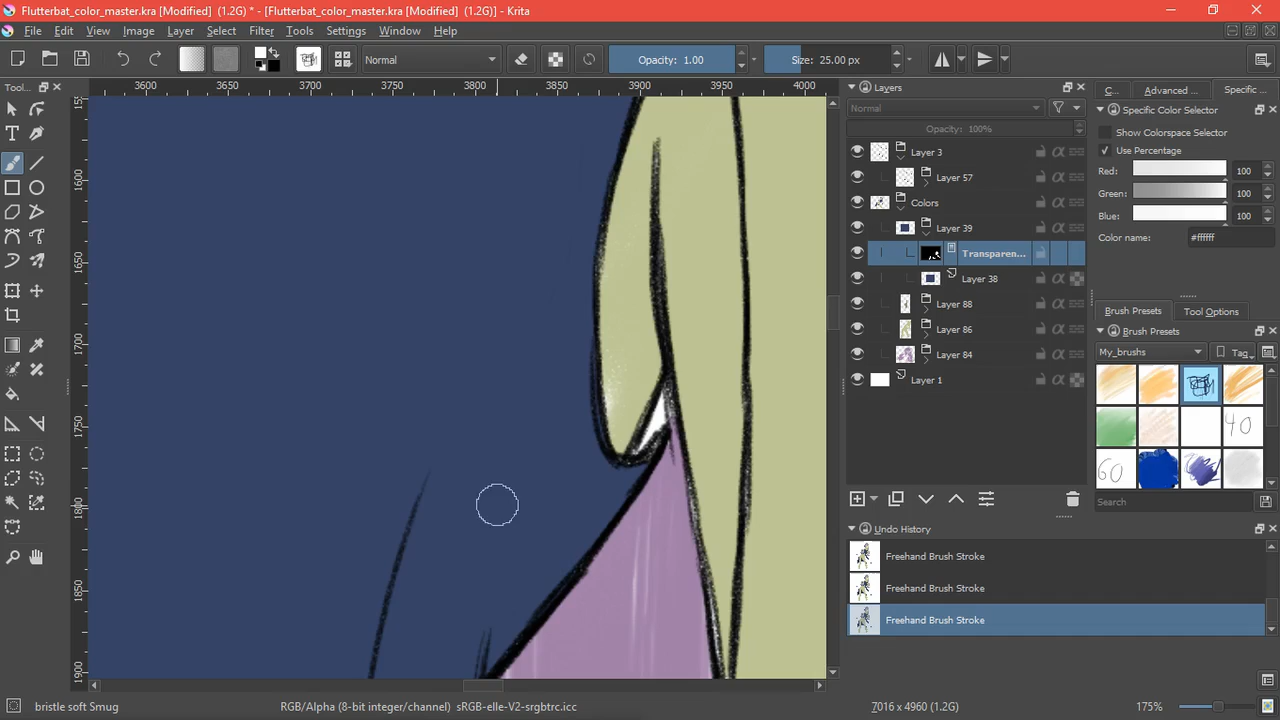 Flutterbat_color_master.kra [Modified] (1.2G) * - [Flutterbat_color_master.kra [Modified] (1.2G)] - Krita
File Edit View Image Layer Select Filter Tools Settings Window Help
Normal Opacity: 1.00 Size: 25.00 px
Tool...
3600 3650 3700 3750 3800 3850 3900 3950 4000
1600
1650
1700
1750
1800
1850
1900
Layers
Normal
Opacity: 100%
Layer 3
Layer 57
Colors
Layer 39
Transparen...
Layer 38
Layer 88
Layer 86
Layer 84
Layer 1
Undo History
Freehand Brush Stroke
Freehand Brush Stroke
Freehand Brush Stroke
C... Advanced ... Specific ...
Specific Color Selector
Show Colorspace Selector
Use Percentage
Red: 100
Green: 100
Blue: 100
Color name: #ffffff
Brush Presets Tool Options
Brush Presets
My_brushes Tag
40
60
Search
bristle soft Smug RGB/Alpha (8-bit integer/channel) sRGB-elle-V2-srgbtrc.icc 7016 x 4960 (1.2G) 175%